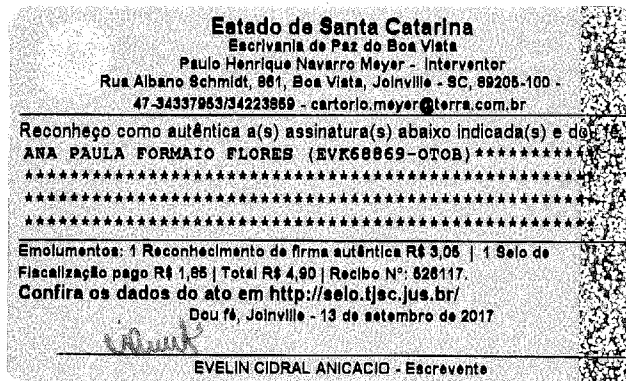 Estado de Santa Catarina
Escrivania de Paz do Boa Vista
Paulo Henrique Navarro Meyer - Interventor
Rua Albano Schmidt, 861, Boa Vista, Joinville - SC, 89205-100 -
47-34337953/34223859 - cartorio.meyer@terra.com.br
Reconheço como autêntica a(s) assinatura(s) abaixo indicada(s) e dou fé.
ANA PAULA FORMAIO FLORES (EVK68869-OTOB)************
****************************************************
****************************************************
****************************************************
Emolumentos: 1 Reconhecimento de firma autêntica R$ 3,05 | 1 Selo de
Fiscalização pago R$ 1,85 | Total R$ 4,90 | Recibo Nº: 526117.
Confira os dados do ato em http://selo.tjsc.jus.br/
Dou fé, Joinville - 13 de setembro de 2017
EVELIN CIDRAL ANICACIO - Escrevente